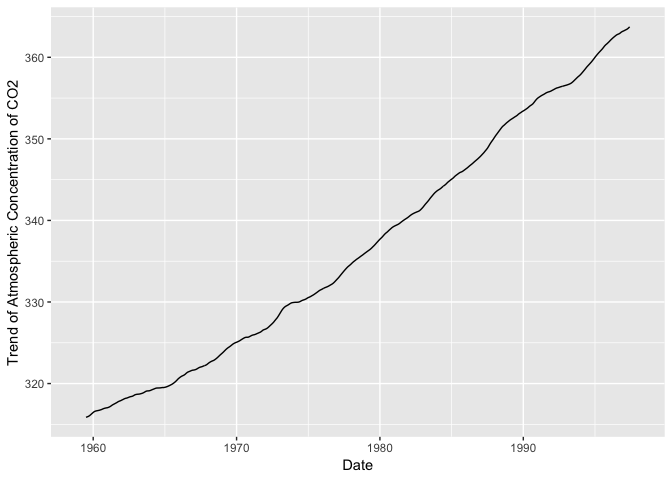 360
350
340
330
320
Trend of Atmospheric Concentration of CO2
1960 1970 1980 1990
Date